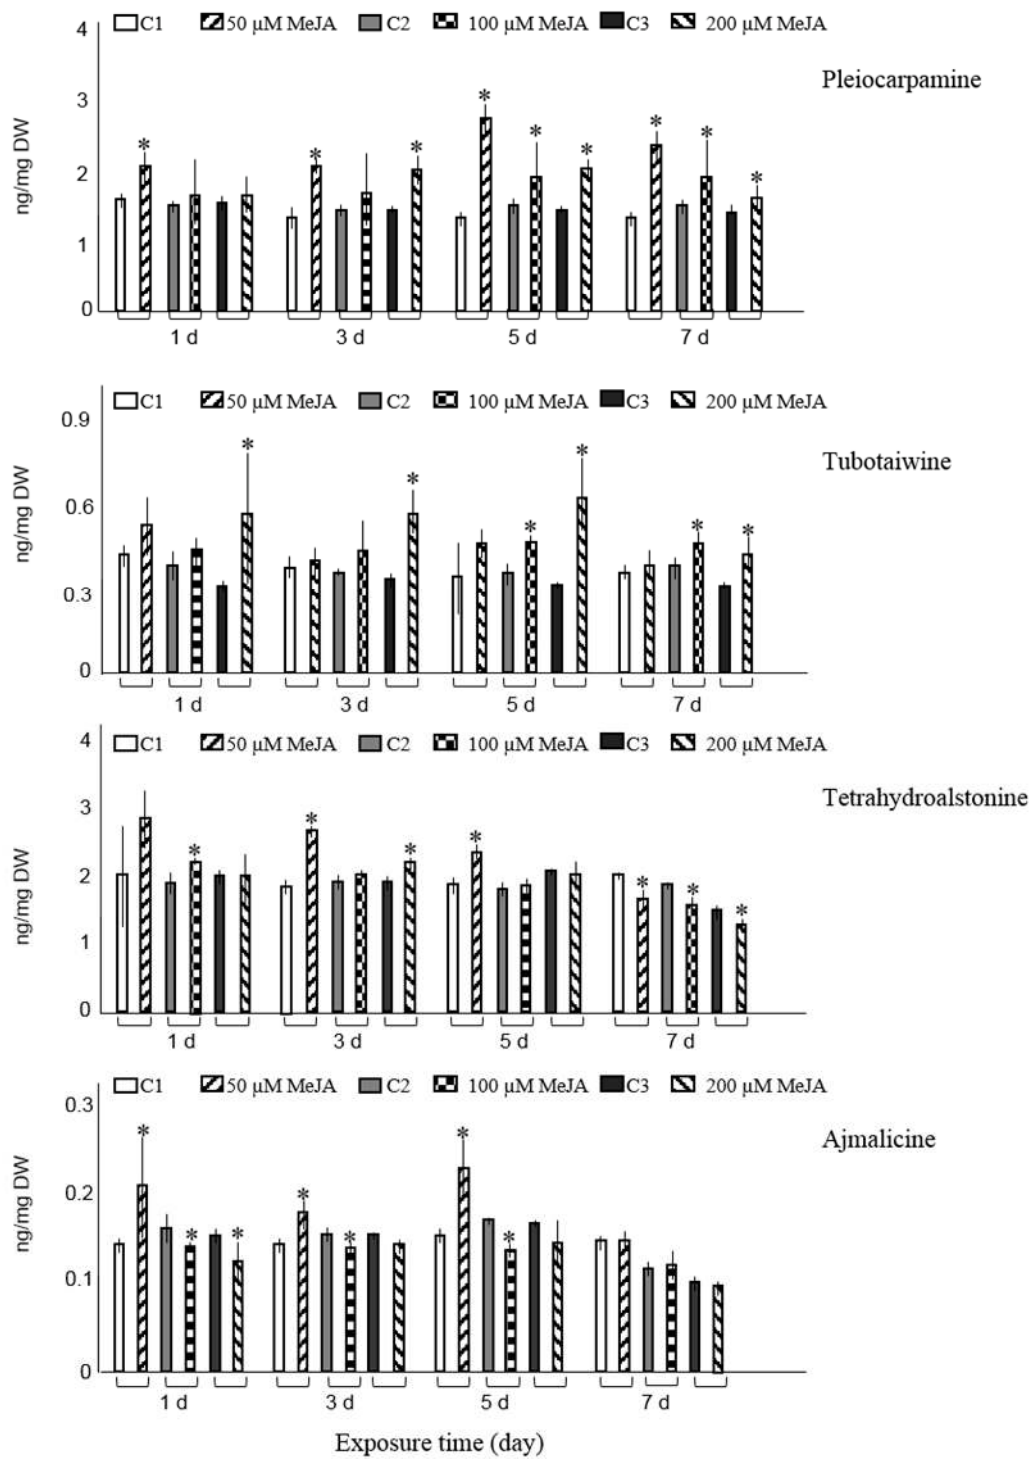 C1 50 µM MeJA C2 100 µM MeJA C3 200 µM MeJA
Pleiocarpamine
ng/mg DW
4
3
2
1
0
* * * * * * * * *
1 d 3 d 5 d 7 d
C1 50 µM MeJA C2 100 µM MeJA C3 200 µM MeJA
Tubotaiwine
ng/mg DW
0.9
0.6
0.3
0
* * * * * *
1 d 3 d 5 d 7 d
C1 50 µM MeJA C2 100 µM MeJA C3 200 µM MeJA
Tetrahydroalstonine
ng/mg DW
4
3
2
1
0
* * * * * * *
1 d 3 d 5 d 7 d
C1 50 µM MeJA C2 100 µM MeJA C3 200 µM MeJA
Ajmalicine
ng/mg DW
0.3
0.2
0.1
0
* * * * * * *
1 d 3 d 5 d 7 d
Exposure time (day)